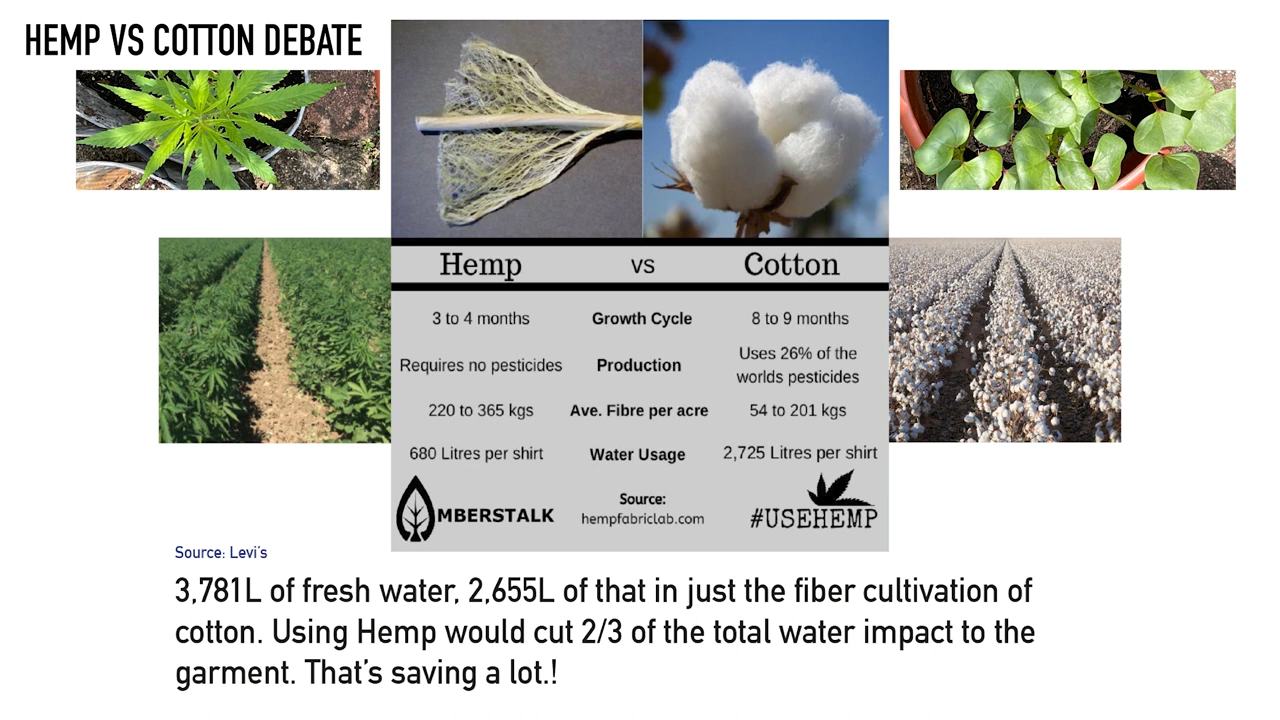 HEMP VS COTTON DEBATE
Hemp vs Cotton
3 to 4 months Growth Cycle 8 to 9 months
Requires no pesticides Production Uses 26% of the
worlds pesticides
220 to 365 kgs Ave. Fibre per acre 54 to 201 kgs
680 Litres per shirt Water Usage 2,725 Litres per shirt
MBERSTALK
Source:
hempfabriclab.com
#USEHEMP
Source: Levi's
3,781L of fresh water, 2,655L of that in just the fiber cultivation of
cotton. Using Hemp would cut 2/3 of the total water impact to the
garment. That's saving a lot.!